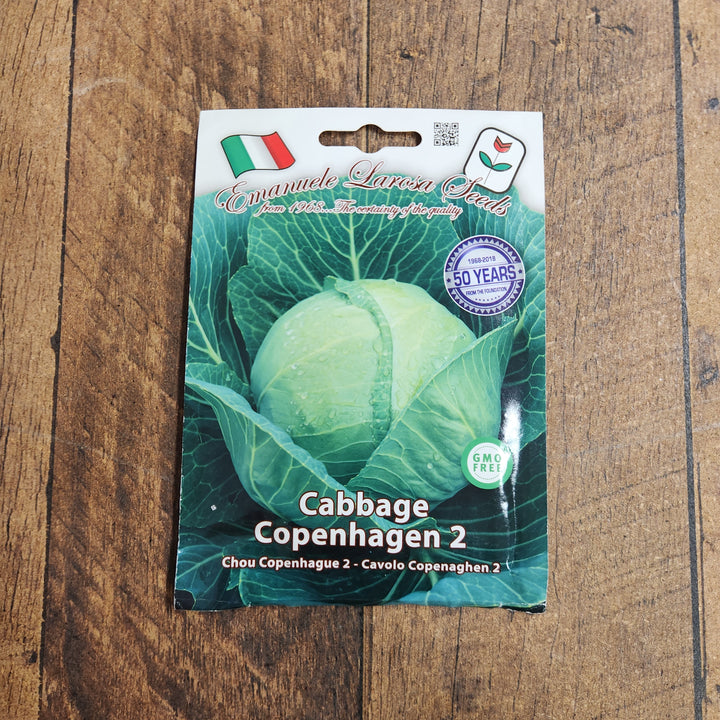 Emanuele Larosa Seeds
from 1968...The certainty of the quality
1968-2018
50 YEARS
FROM THE FOUNDATION
GMO
FREE
Cabbage
Copenhagen 2
Chou Copenhague 2 - Cavolo Copenaghen 2